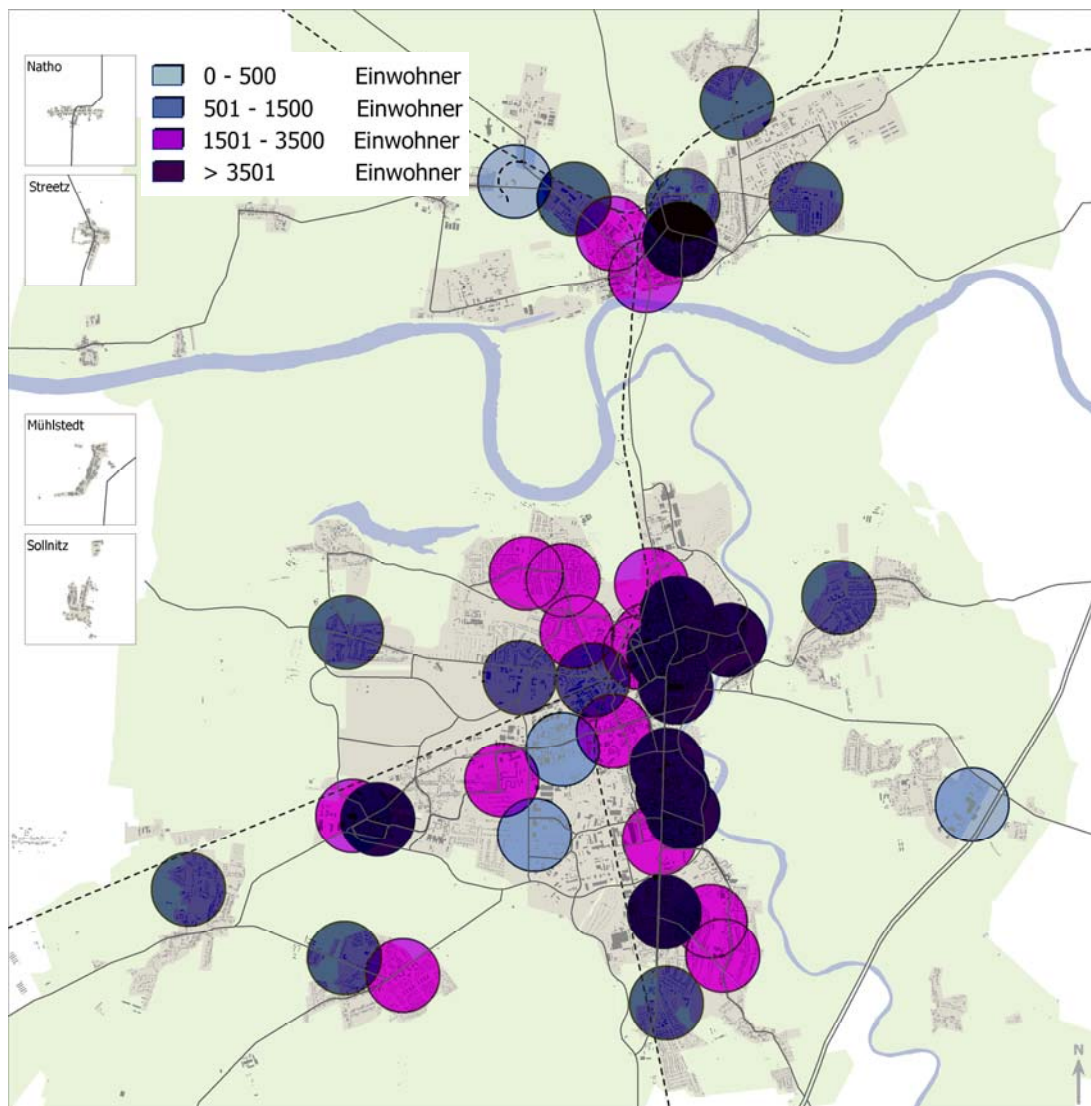 Natho
0 - 500 Einwohner
501 - 1500 Einwohner
1501 - 3500 Einwohner
> 3501 Einwohner
Streetz
Mühlstedt
Sollnitz
N